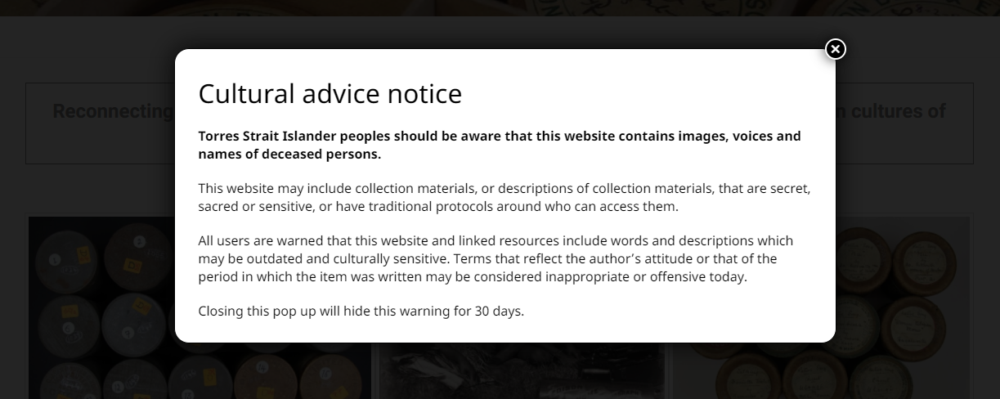 Cultural advice notice
Reconnecting
n cultures of
Torres Strait Islander peoples should be aware that this website contains images, voices and
names of deceased persons.
This website may include collection materials, or descriptions of collection materials, that are secret,
sacred or sensitive, or have traditional protocols around who can access them.
All users are warned that this website and linked resources include words and descriptions which
may be outdated and culturally sensitive. Terms that reflect the author’s attitude or that of the
period in which the item was written may be considered inappropriate or offensive today.
Closing this pop up will hide this warning for 30 days.